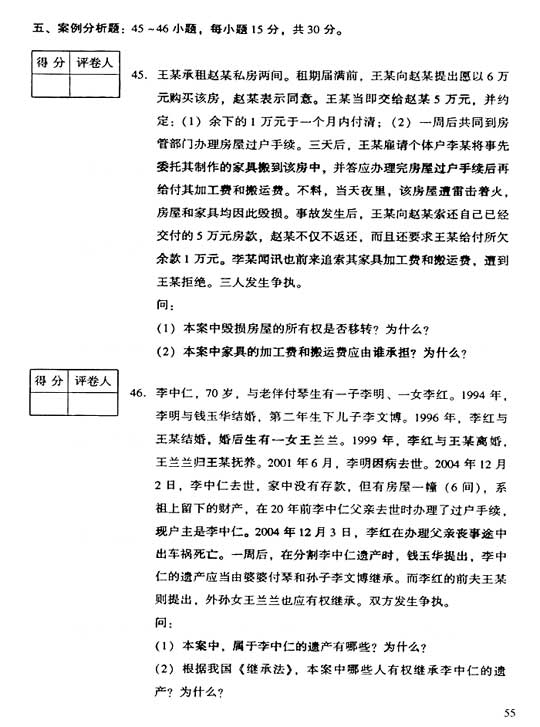 五、案例分析题：45～46小题，每小题15分，共30分。
得 分 评卷人
45．王某承租赵某私房两间。租期届满前，王某向赵某提出愿以6万
元购买该房，赵某表示同意。王某当即交给赵某5万元，并约
定：（1）余下的1万元于一个月内付清；（2）一周后共同到房
管部门办理房屋过户手续。三天后，王某雇请个体户李某将事先
委托其制作的家具搬到该房中，并答应办理完房屋过户手续后再
给付其加工费和搬运费。不料，当天夜里，该房屋遭雷击着火，
房屋和家具均因此毁损。事故发生后，王某向赵某索还自己已经
交付的5万元房款，赵某不仅不返还，而且还要求王某给付所欠
余款1万元。李某闻讯也前来追索其家具加工费和搬运费，遭到
王某拒绝。三人发生争执。
问：
（1）本案中毁损房屋的所有权是否移转？为什么？
（2）本案中家具的加工费和搬运费应由谁承担？为什么？
得 分 评卷人
46．李中仁，70岁，与老伴付琴生有一子李明、一女李红。1994年，
李明与钱玉华结婚，第二年生下儿子李文博。1996年，李红与
王某结婚，婚后生有一女王兰兰。1999年，李红与王某离婚，
王兰兰归王某抚养。2001年6月，李明因病去世。2004年12月
2日，李中仁去世，家中没有存款，但有房屋一幢（6间），系
祖上留下的财产，在20年前李中仁父亲去世时办理了过户手续，
现户主是李中仁。2004年12月3日，李红在办理父亲丧事途中
出车祸死亡。一周后，在分割李中仁遗产时，钱玉华提出，李中
仁的遗产应当由婆婆付琴和孙子李文博继承。而李红的前夫王某
则提出，外孙女王兰兰也应有权继承。双方发生争执。
问：
（1）本案中，属于李中仁的遗产有哪些？为什么？
（2）根据我国《继承法》，本案中哪些人有权继承李中仁的遗
产？为什么？
55